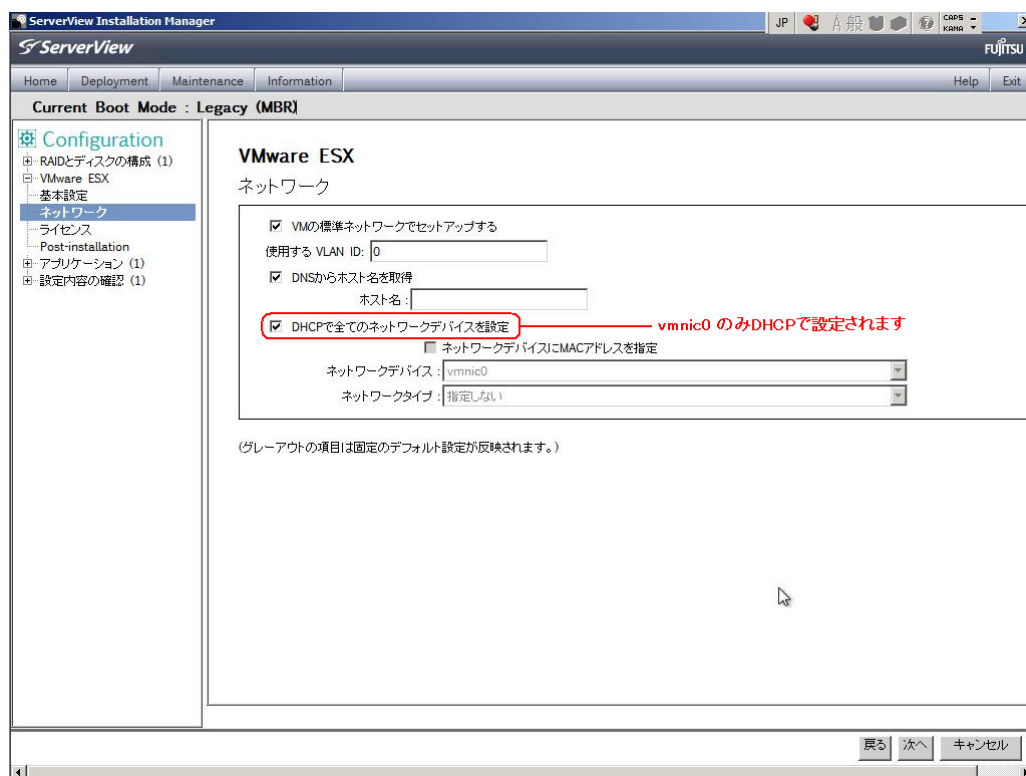 ServerView Installation Manager
JP A 般 CAPS KANA
ServerView FUJITSU
Home Deployment Maintenance Information Help Exit
Current Boot Mode : Legacy (MBR)
Configuration
RAIDとディスクの構成 (1)
VMware ESX
基本設定
ネットワーク
ライセンス
Post-installation
アプリケーション (1)
設定内容の確認 (1)
VMware ESX
ネットワーク
VMの標準ネットワークでセットアップする
使用する VLAN ID: 0
DNSからホスト名を取得
ホスト名 :
DHCPで全てのネットワークデバイスを設定
vmnic0 のみDHCPで設定されます
ネットワークデバイスにMACアドレスを指定
ネットワークデバイス : vmnic0
ネットワークタイプ : 指定しない
(グレーアウトの項目は固定のデフォルト設定が反映されます。)
戻る 次へ キャンセル